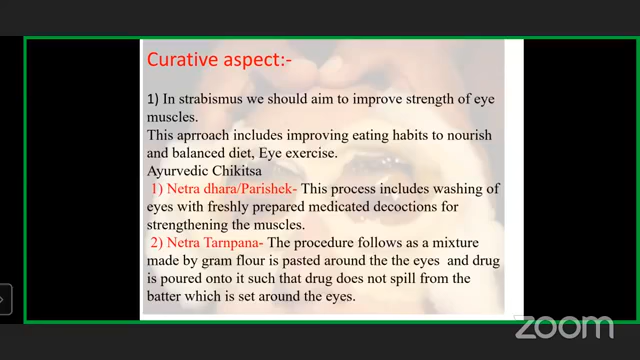 Curative aspect:-
1) In strabismus we should aim to improve strength of eye
muscles.
This aprroach includes improving eating habits to nourish
and balanced diet, Eye exercise.
Ayurvedic Chikitsa
1) Netra dhara/Parishek- This process includes washing of
eyes with freshly prepared medicated decoctions for
strengthening the muscles.
2) Netra Tarnpana- The procedure follows as a mixture
made by gram flour is pasted around the the eyes and drug
is poured onto it such that drug does not spill from the
batter which is set around the eyes.
zoom